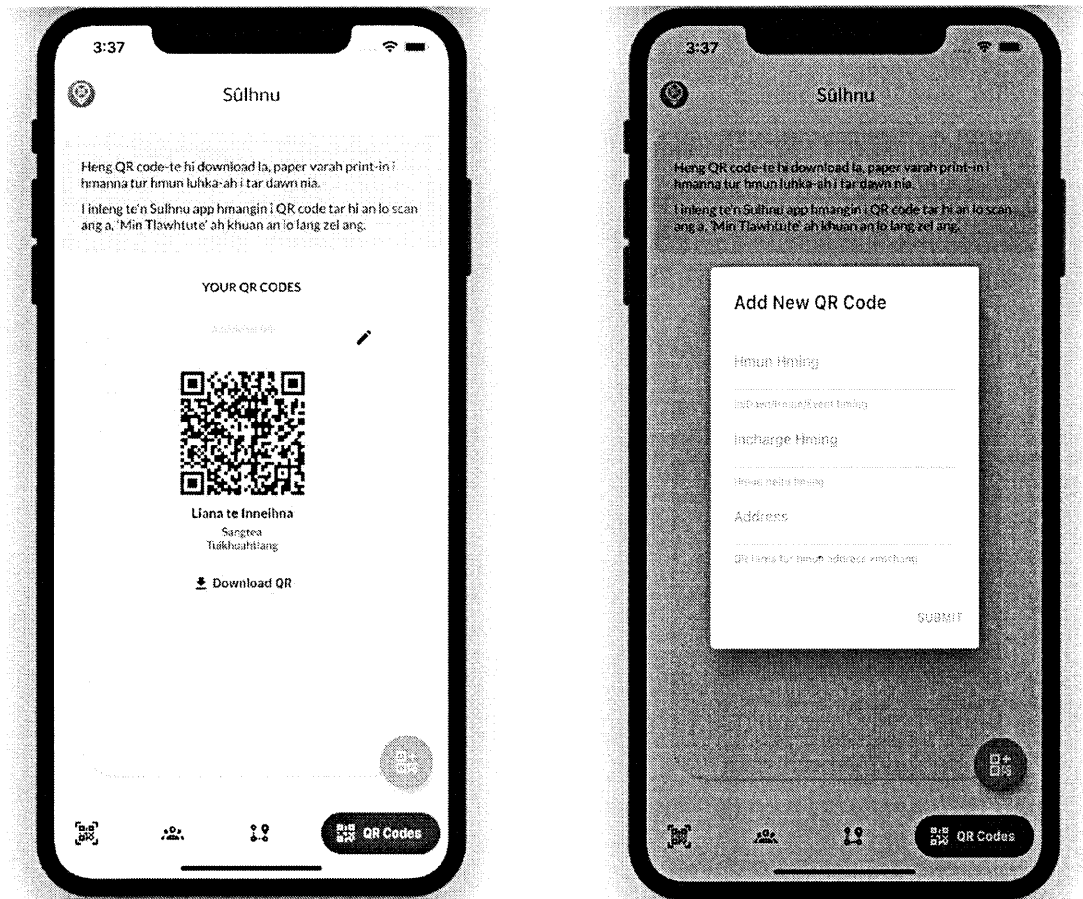 3:37
Sûlhnu
Heng QR code-te hi download la, paper varah print-in i
hmanna tur hmun luhka-ah i tar dawn nia.
I inleng te'n Sulhnu app hmangin i QR code tar hi an lo scan
ang a, 'Min Tlawhtute' ah khuan an lo lang zel ang.
YOUR QR CODES
Liana te Inneihna
Sangtea
Tuikhuahtlang
Download QR
QR Codes
3:37
Sûlhnu
Heng QR code-te hi download la, paper varah print-in i
hmanna tur hmun luhka-ah i tar dawn nia.
I inleng te'n Sulhnu app hmangin i QR code tar hi an lo scan
ang a, 'Min Tlawhtute' ah khuan an lo lang zel ang.
Add New QR Code
Hmun Hming
Incharge Hming
Address
SUBMIT
QR Codes